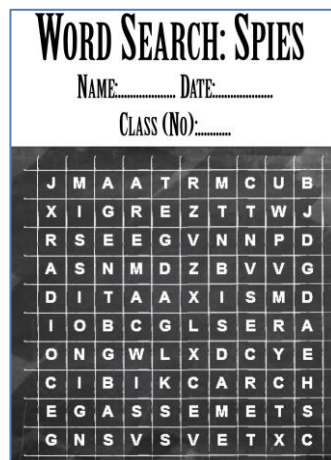 WORD SEARCH: SPIES
NAME:................... DATE:...................
CLASS (NO):............
J M A A T R M C U B
X I G R E Z T T W J
R S E E G V N N P D
A S N M D Z B V V G
D I T A A X I S M D
I O B C G L S E R A
O N G W L X D C Y E
C I B I K C A R C H
E G A S S E M E T S
G N S V S V E T X C